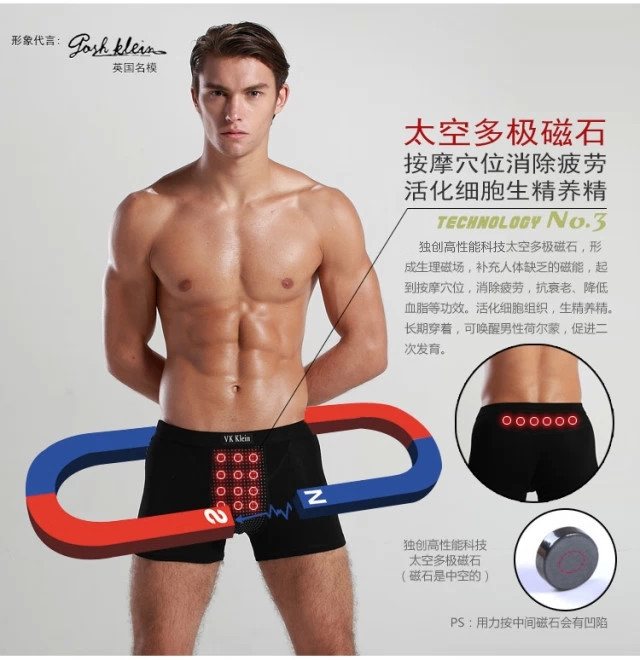 形象代言：
Josh Klein
英国名模
太空多极磁石
按摩穴位消除疲劳
活化细胞生精养精
TECHNOLOGY No.3
独创高性能科技太空多极磁石，形
成生理磁场，补充人体缺乏的磁能，起
到按摩穴位，消除疲劳，抗衰老、降低
血脂等功效。活化细胞组织，生精养精。
长期穿着，可唤醒男性荷尔蒙，促进二
次发育。
VK Klein
S
N
独创高性能科技
太空多极磁石
（磁石是中空的）
PS：用力按中间磁石会有凹陷